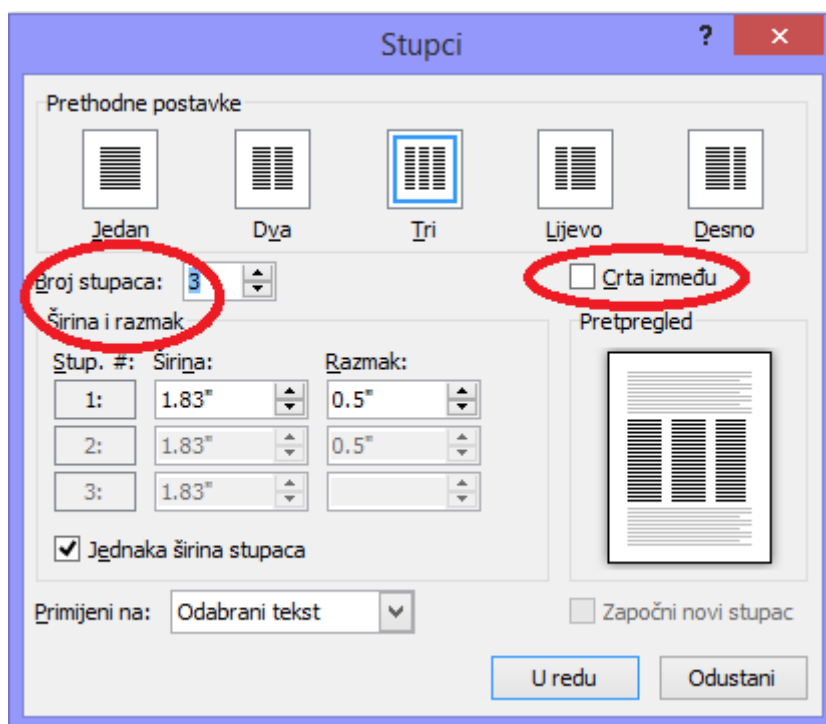 Stupci
?
Prethodne postavke
Jedan Dva Tri Lijevo Desno
Broj stupaca: 3
Crta između
Širina i razmak
Pretpregled
Stup. #: Širina: Razmak:
1: 1.83" 0.5"
2: 1.83" 0.5"
3: 1.83"
Jednaka širina stupaca
Primijeni na: Odabrani tekst
Započni novi stupac
U redu Odustani